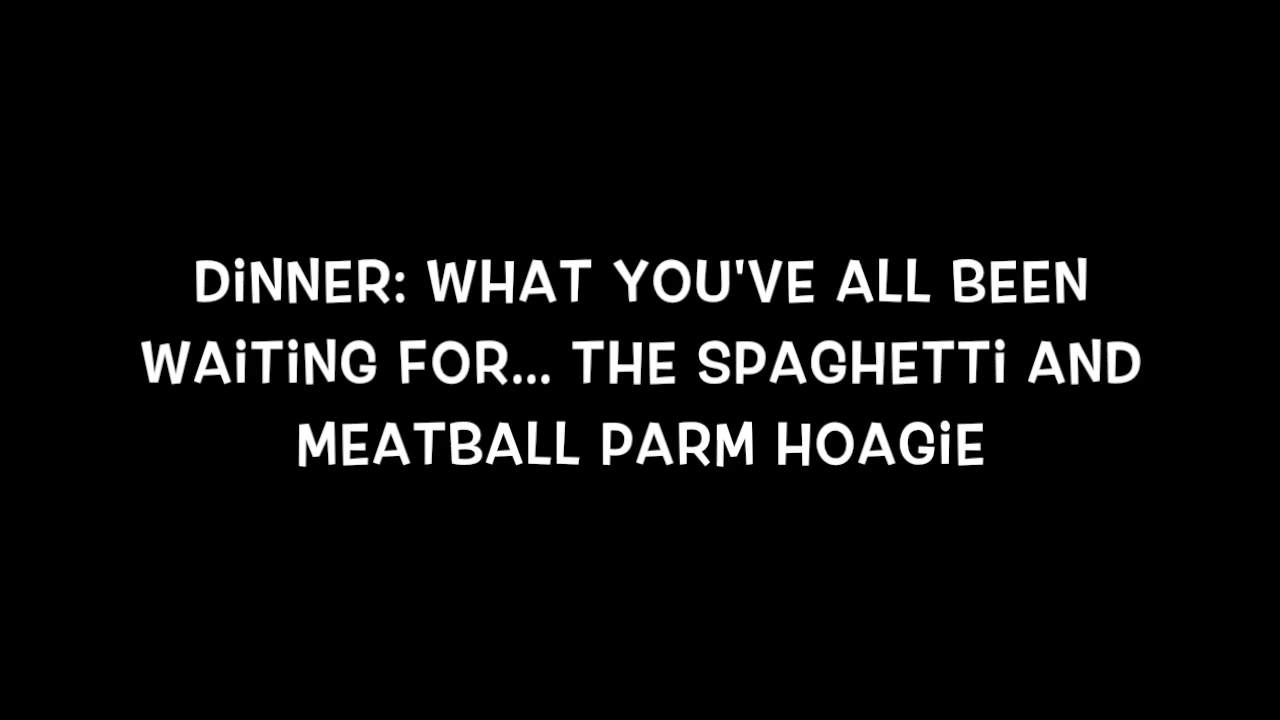 DiNNER: WHAT YOU'VE ALL BEEN
WAiTiNG FOR... THE SPAGHETTi AND
MEATBALL PARM HOAGiE